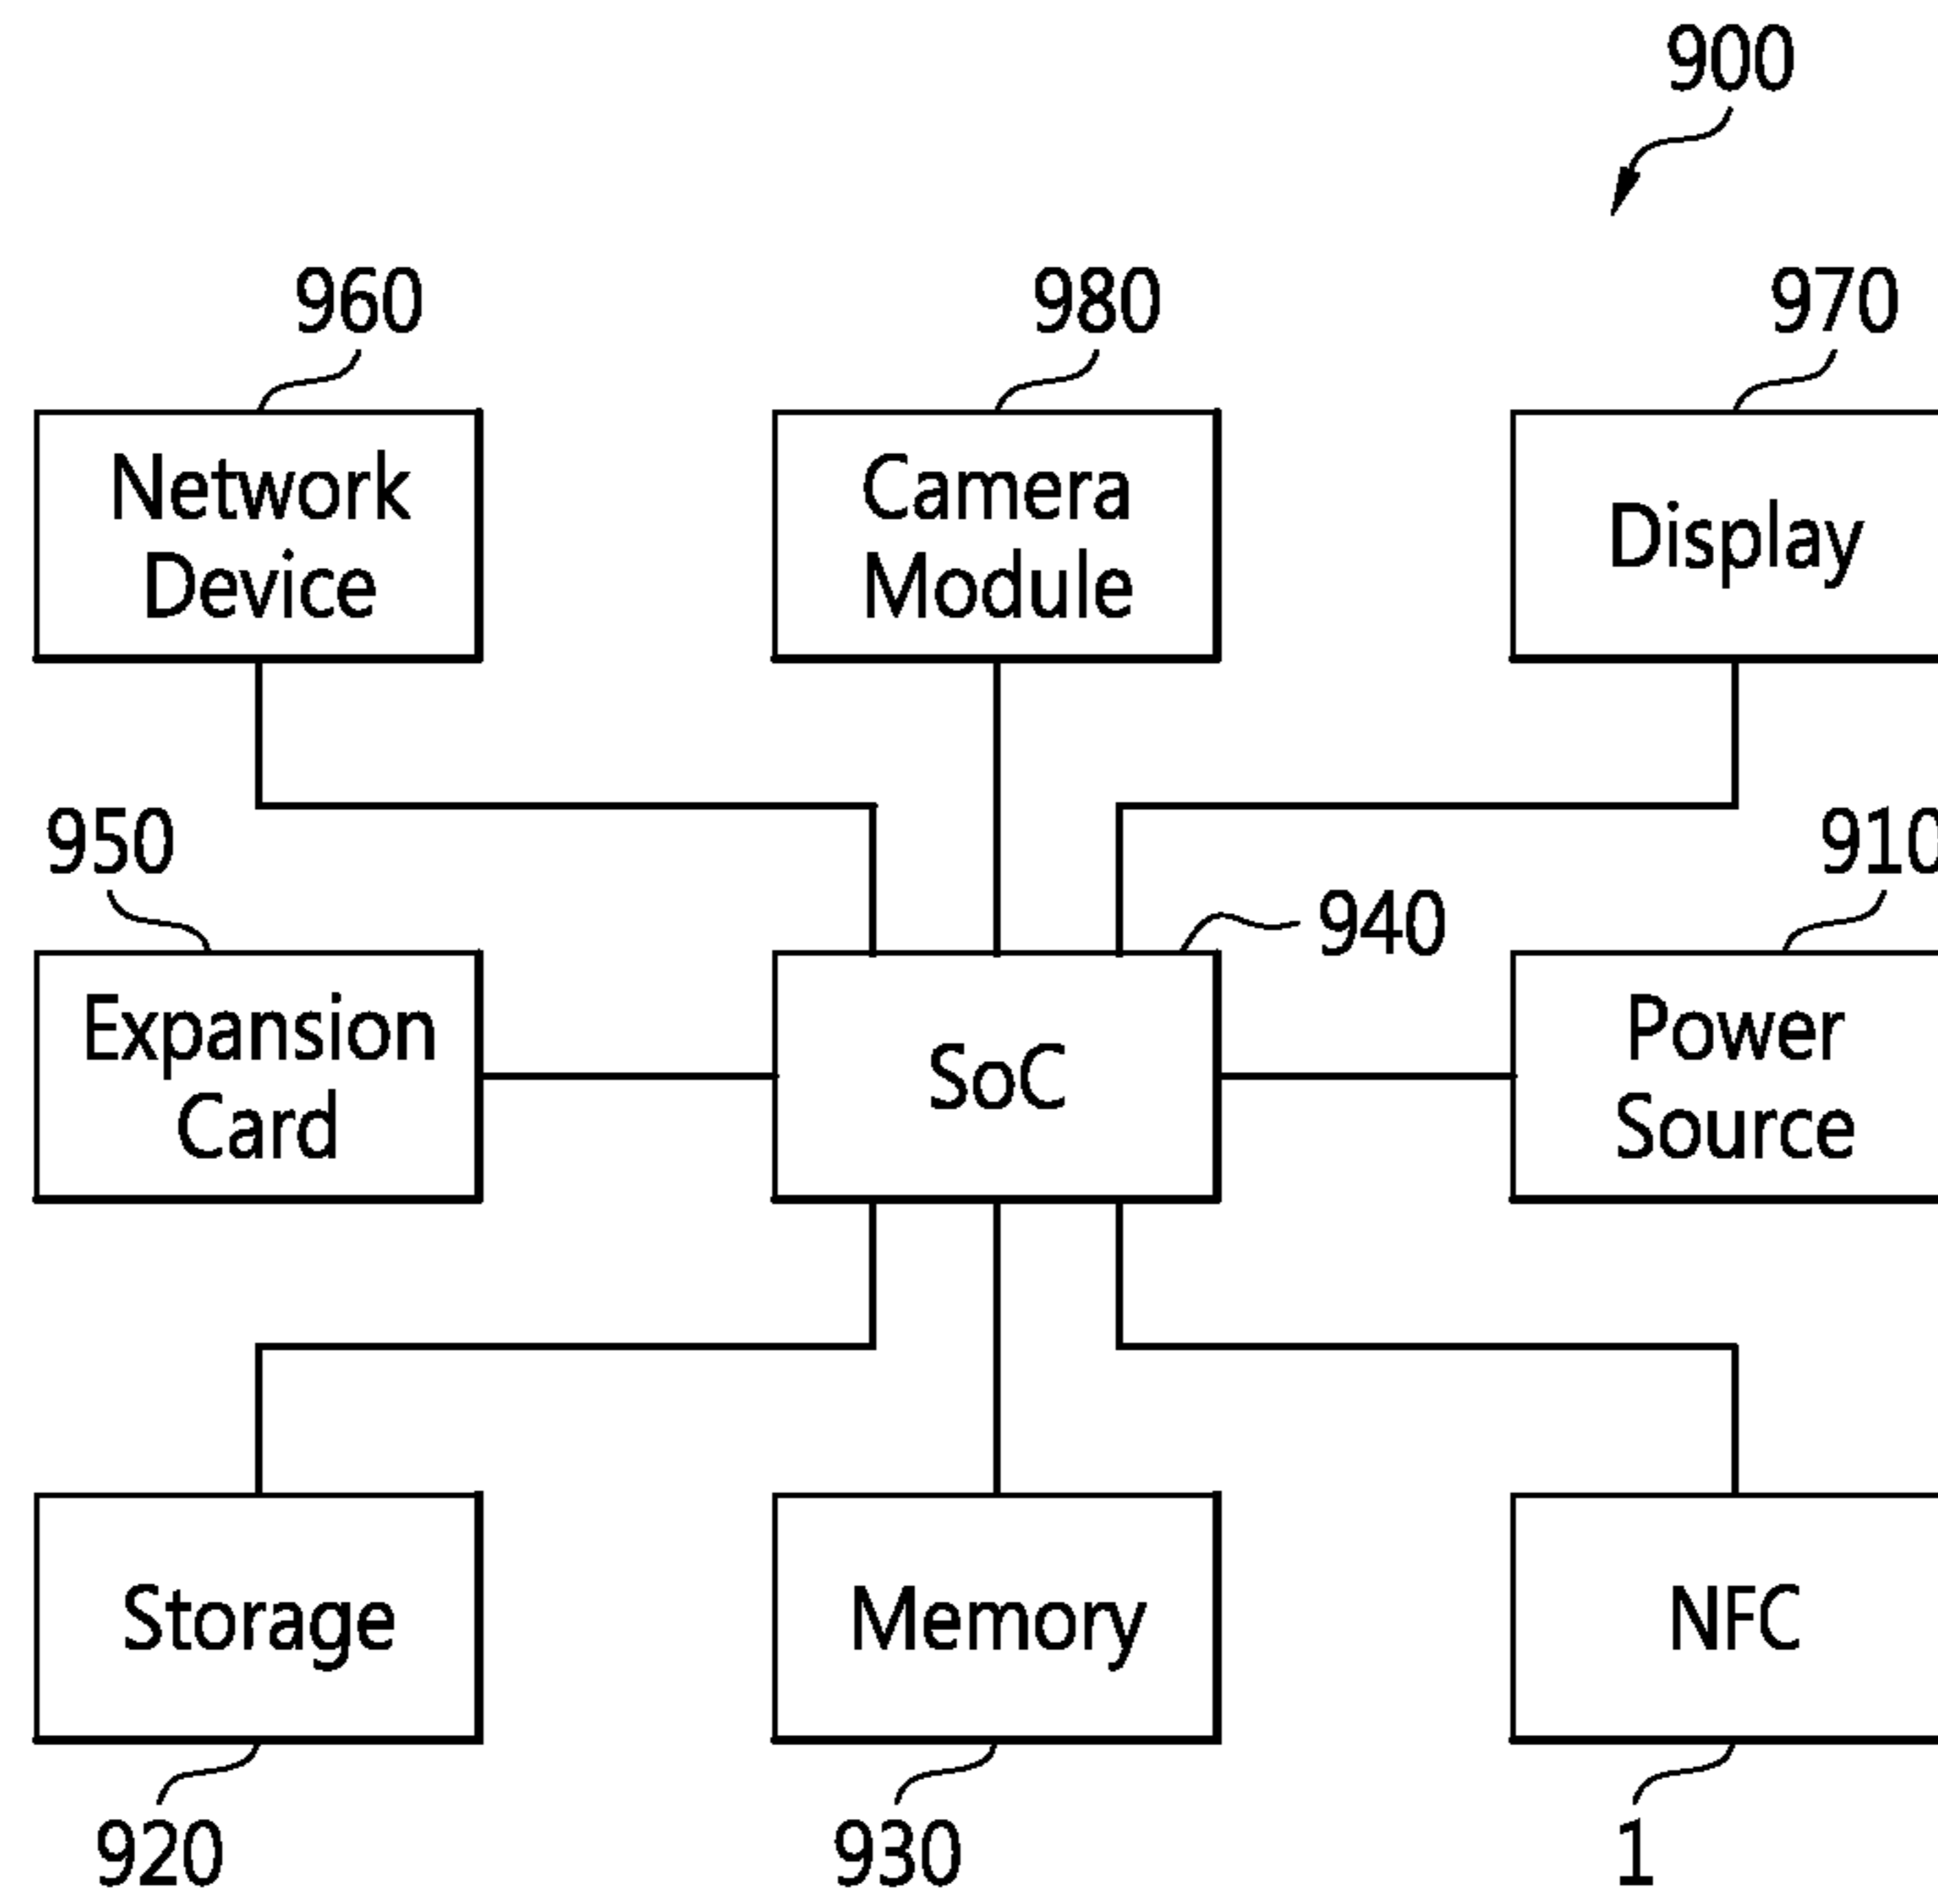 900
960
980
970
Network
Device
Camera
Module
Display
950
940
910
Expansion
Card
SoC
Power
Source
Storage
Memory
NFC
920
930
1